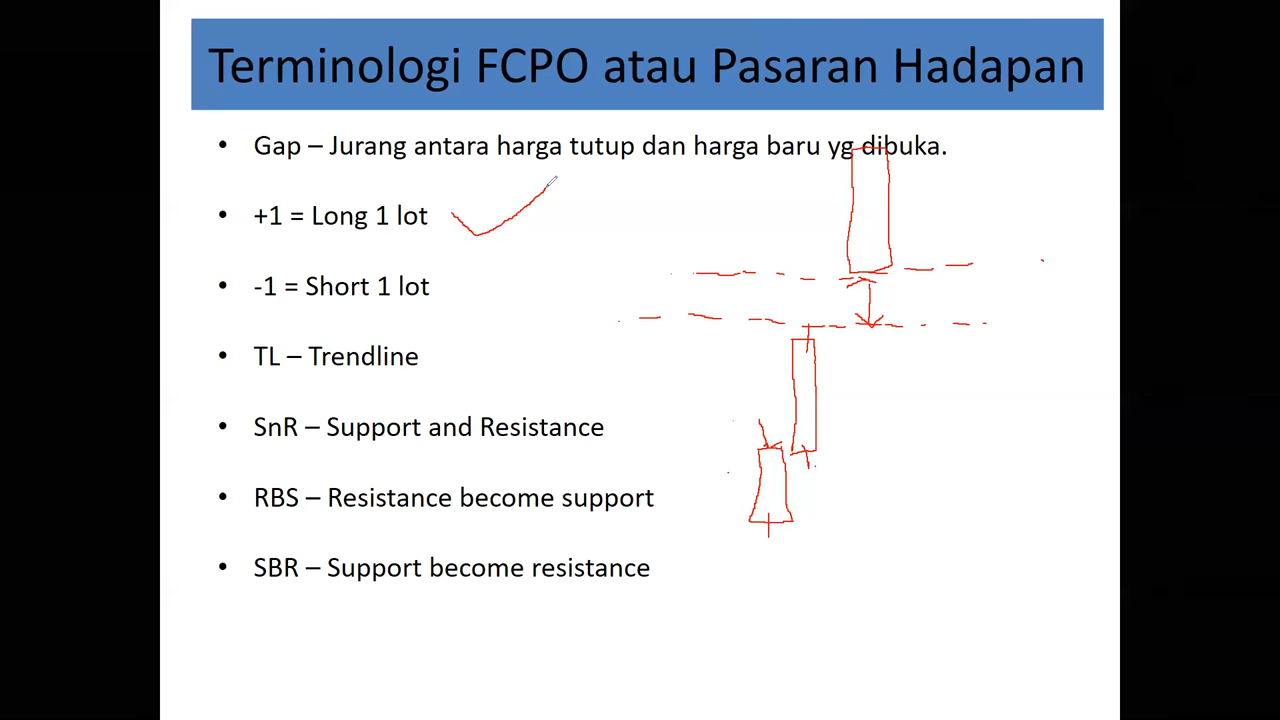 Terminologi FCPO atau Pasaran Hadapan
• Gap – Jurang antara harga tutup dan harga baru yg dibuka.
• +1 = Long 1 lot
• -1 = Short 1 lot
• TL – Trendline
• SnR – Support and Resistance
• RBS – Resistance become support
• SBR – Support become resistance